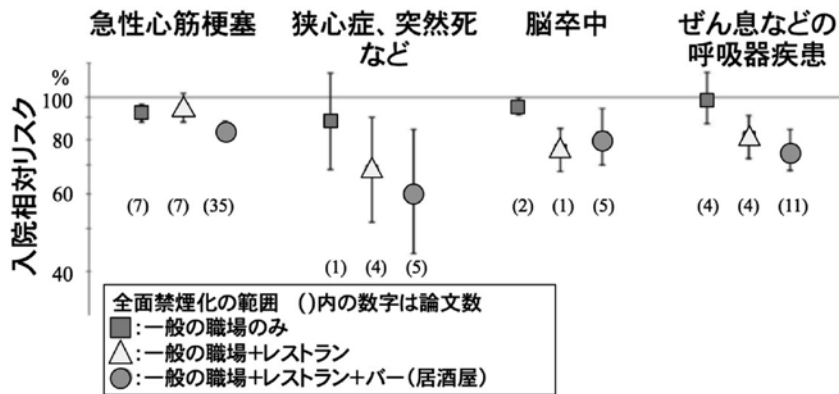 急性心筋梗塞
狭心症、突然死
など
脳卒中
ぜん息などの
呼吸器疾患
%
100
80
60
40
入院相対リスク
(7) (7) (35)
(1) (4) (5)
(2) (1) (5)
(4) (4) (11)
全面禁煙化の範囲 ()内の数字は論文数
:一般の職場のみ
:一般の職場+レストラン
:一般の職場+レストラン+バー(居酒屋)